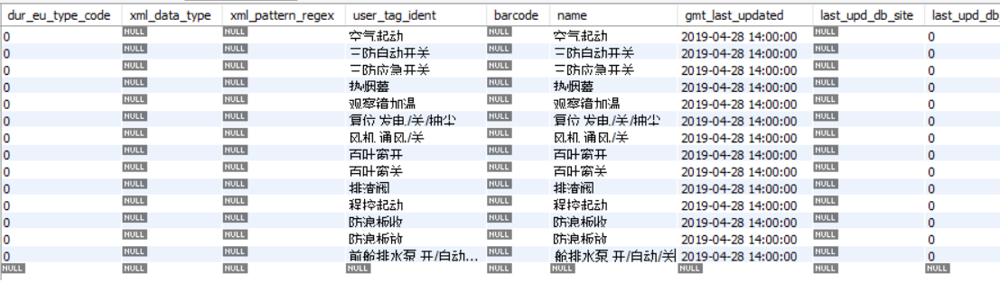 dur_eu_type_code xml_data_type xml_pattern_regex user_tag_ident barcode name gmt_last_updated last_upd_db_site last_upd_db
0 NULL NULL 空气起动 NULL 空气起动 2019-04-28 14:00:00 NULL 0
0 NULL NULL 三防自动开关 NULL 三防自动开关 2019-04-28 14:00:00 NULL 0
0 NULL NULL 三防应急开关 NULL 三防应急开关 2019-04-28 14:00:00 NULL 0
0 NULL NULL 热烟幕 NULL 热烟幕 2019-04-28 14:00:00 NULL 0
0 NULL NULL 观察镜加温 NULL 观察镜加温 2019-04-28 14:00:00 NULL 0
0 NULL NULL 复位 发电/关/抽尘 NULL 复位 发电/关/抽尘 2019-04-28 14:00:00 NULL 0
0 NULL NULL 风机 通风/关 NULL 风机 通风/关 2019-04-28 14:00:00 NULL 0
0 NULL NULL 百叶窗开 NULL 百叶窗开 2019-04-28 14:00:00 NULL 0
0 NULL NULL 百叶窗关 NULL 百叶窗关 2019-04-28 14:00:00 NULL 0
0 NULL NULL 排渣阀 NULL 排渣阀 2019-04-28 14:00:00 NULL 0
0 NULL NULL 程控起动 NULL 程控起动 2019-04-28 14:00:00 NULL 0
0 NULL NULL 防浪板收 NULL 防浪板收 2019-04-28 14:00:00 NULL 0
0 NULL NULL 防浪板放 NULL 防浪板放 2019-04-28 14:00:00 NULL 0
0 NULL NULL 前舱排水泵 开/自动... NULL 舱排水泵 开/自动/关 2019-04-28 14:00:00 NULL 0
NULL NULL NULL NULL NULL NULL NULL NULL NULL